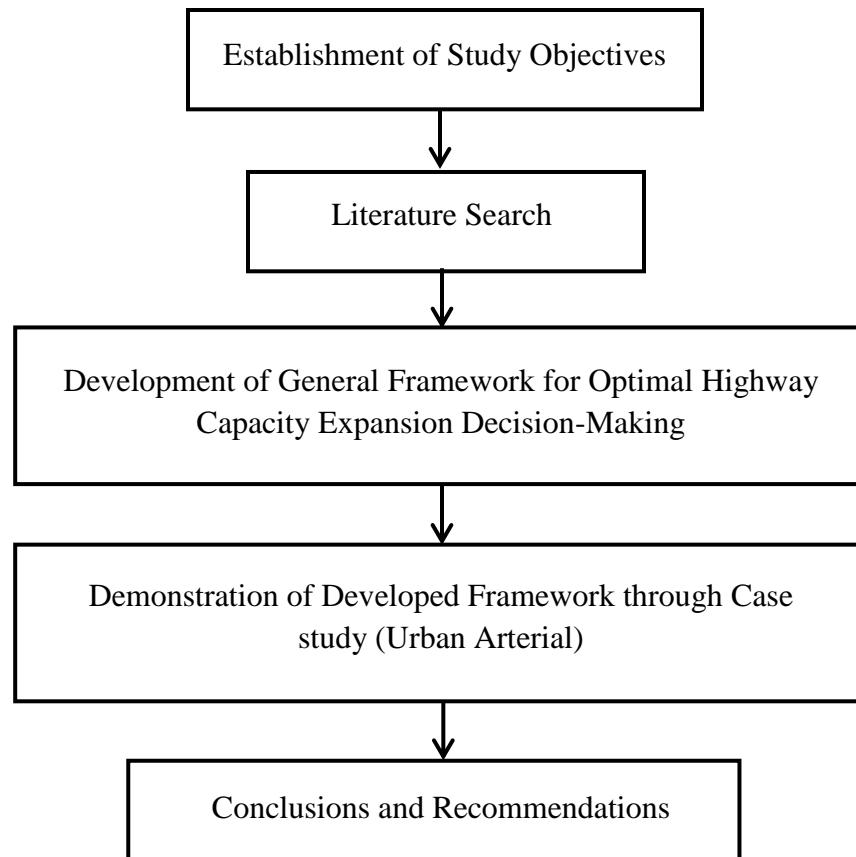 Establishment of Study Objectives
Literature Search
Development of General Framework for Optimal Highway
Capacity Expansion Decision-Making
Demonstration of Developed Framework through Case
study (Urban Arterial)
Conclusions and Recommendations